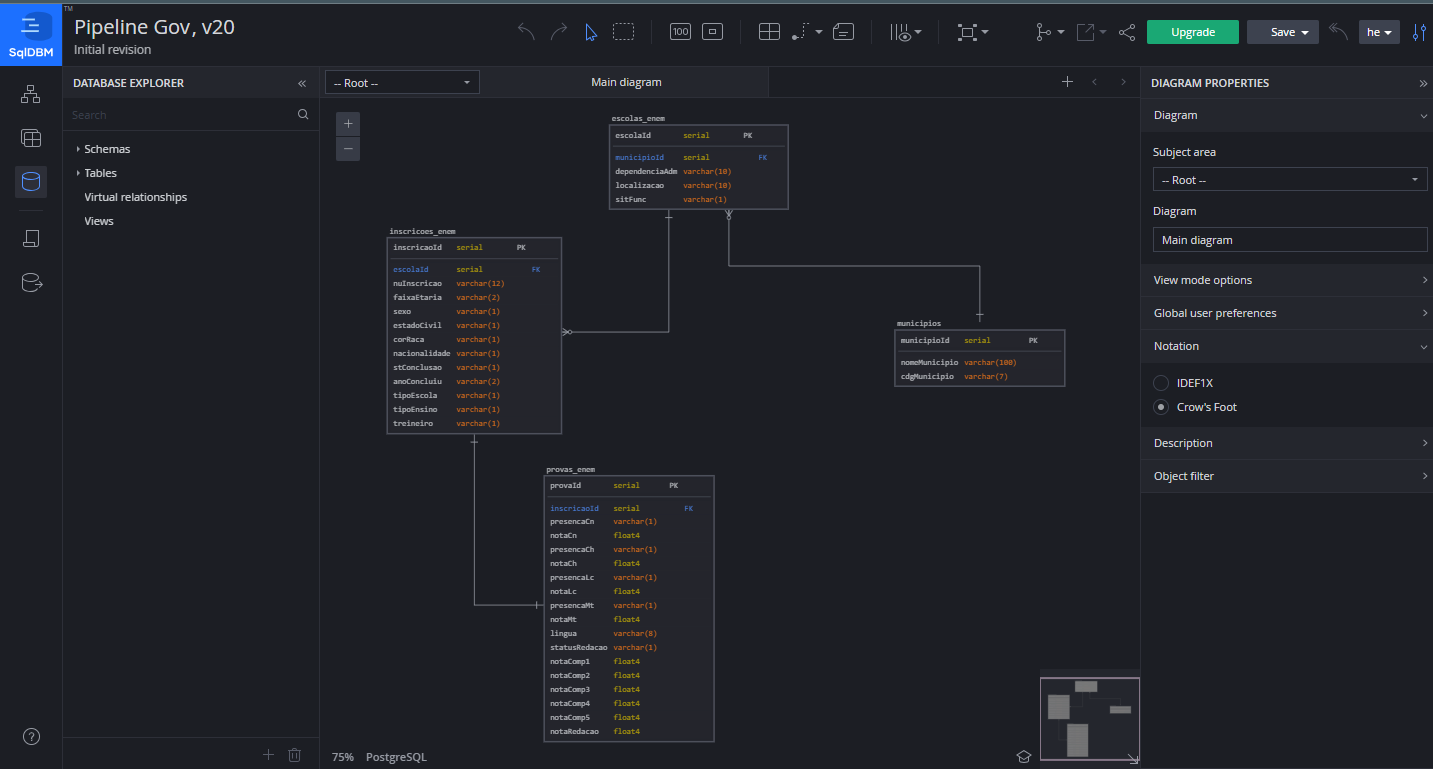 TM
SqlDBM
Pipeline Gov, v20
Initial revision
100
Upgrade
Save
he
DATABASE EXPLORER
Search
Schemas
Tables
Virtual relationships
Views
-- Root --
Main diagram
escolas_enem
escolaId serial PK
municipioId serial FK
dependenciaAdm varchar(10)
localizacao varchar(10)
sitFunc varchar(1)
inscricoes_enem
inscricaoId serial PK
escolaId serial FK
nuInscricao varchar(12)
faixaEtaria varchar(2)
sexo varchar(1)
estadoCivil varchar(1)
corRaca varchar(1)
nacionalidade varchar(1)
stConclusao varchar(1)
anoConcluiu varchar(2)
tipoEscola varchar(1)
tipoEnsino varchar(1)
treineiro varchar(1)
municipios
municipioId serial PK
nomeMunicipio varchar(100)
cdgMunicipio varchar(7)
provas_enem
provaId serial PK
inscricaoId serial FK
presencaCn varchar(1)
notaCn float4
presencaCh varchar(1)
notaCh float4
presencaLc varchar(1)
notaLc float4
presencaMt varchar(1)
notaMt float4
lingua varchar(8)
statusRedacao varchar(1)
notaComp1 float4
notaComp2 float4
notaComp3 float4
notaComp4 float4
notaComp5 float4
notaRedacao float4
75% PostgreSQL
DIAGRAM PROPERTIES
Diagram
Subject area
-- Root --
Diagram
Main diagram
View mode options
Global user preferences
Notation
IDEF1X
Crow's Foot
Description
Object filter